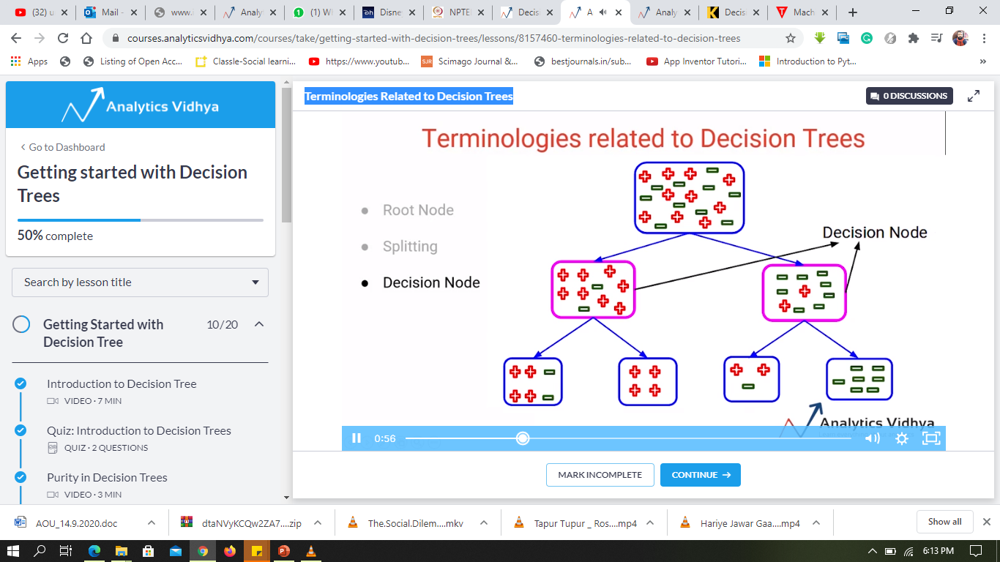 (32) u
Mail -
www.
Analy
(1) W
Disne
NPTE
Decis
A
Analy
Decis
Mach
courses.analyticsvidhya.com/courses/take/getting-started-with-decision-trees/lessons/8157460-terminologies-related-to-decision-trees
Apps
Listing of Open Acc...
Classle-Social learni...
https://www.youtub...
SJR
Scimago Journal &...
bestjournals.in/sub...
App Inventor Tutori...
Introduction to Pyt...
»
Analytics Vidhya
Go to Dashboard
Getting started with Decision
Trees
50% complete
Search by lesson title
Getting Started with
Decision Tree
10/20
Introduction to Decision Tree
VIDEO · 7 MIN
Quiz: Introduction to Decision Trees
QUIZ · 2 QUESTIONS
Purity in Decision Trees
VIDEO · 3 MIN
Terminologies Related to Decision Trees
0 DISCUSSIONS
Terminologies related to Decision Trees
• Root Node
• Splitting
• Decision Node
Decision Node
Analytics Vidhya
0:56
MARK INCOMPLETE
CONTINUE →
AOU_14.9.2020.doc
dtaNVyKCQw2ZA7....zip
The.Social.Dilem....mkv
Tapur Tupur _ Ros....mp4
Hariye Jawar Gaa....mp4
Show all
6:13 PM